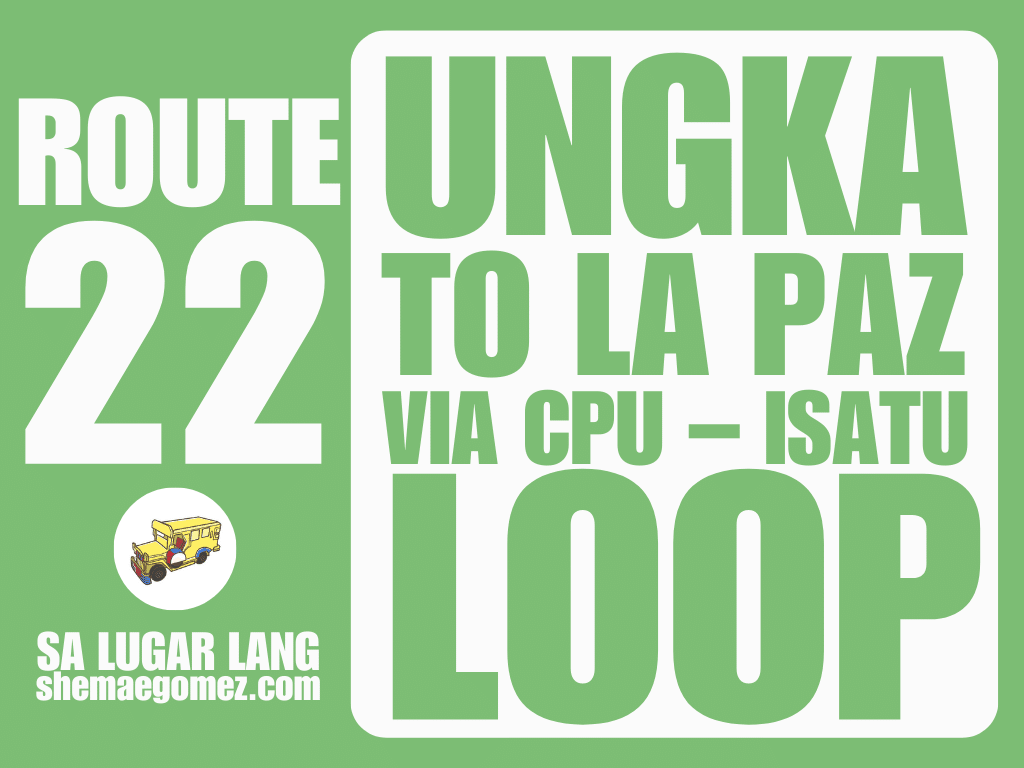 ROUTE
22
SA LUGAR LANG
shemaegomez.com
UNGKA
TO LA PAZ
VIA CPU – ISATU
LOOP